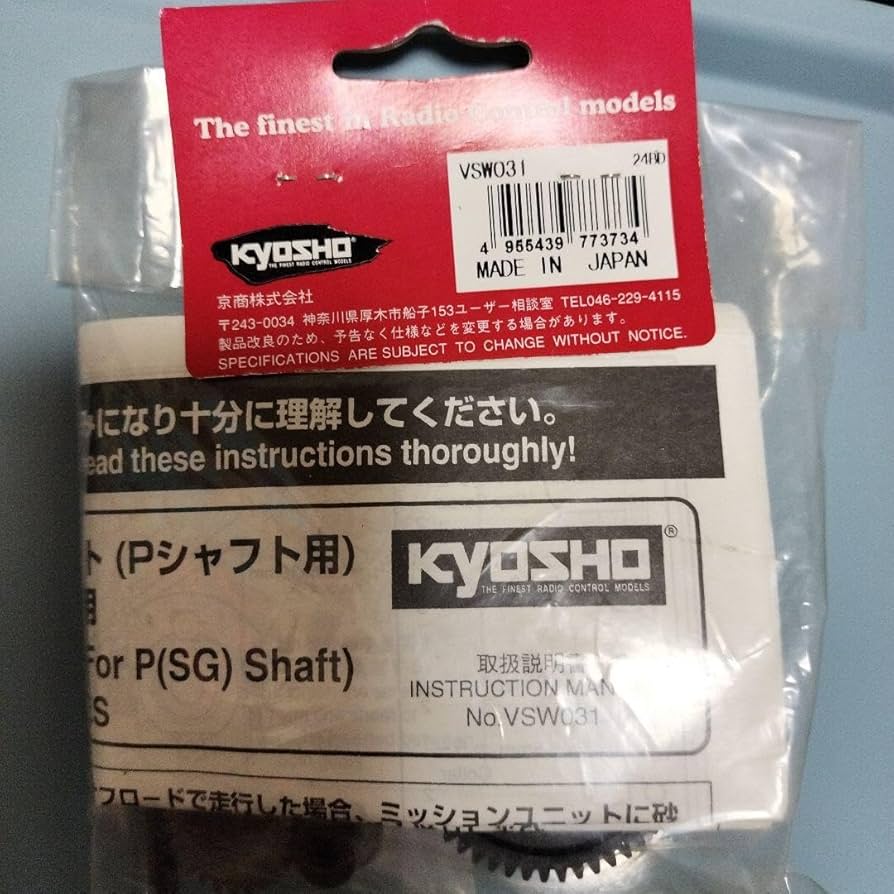 The finest in Radio Control models
VSW031 24BD
4 955439 773734
MADE IN JAPAN
KYOSHO
THE FINEST RADIO CONTROL MODELS
京商株式会社
〒243-0034 神奈川県厚木市船子153ユーザー相談室 TEL046-229-4115
製品改良のため、予告なく仕様などを変更する場合があります。
SPECIFICATIONS ARE SUBJECT TO CHANGE WITHOUT NOTICE.
になり十分に理解してください。
ead these instructions thoroughly!
ト (Pシャフト用)
用
For P(SG) Shaft)
S
KYOSHO®
THE FINEST RADIO CONTROL MODELS
取扱説明書
INSTRUCTION MAN
No.VSW031
フロードで走行した場合、ミッションユニットに砂